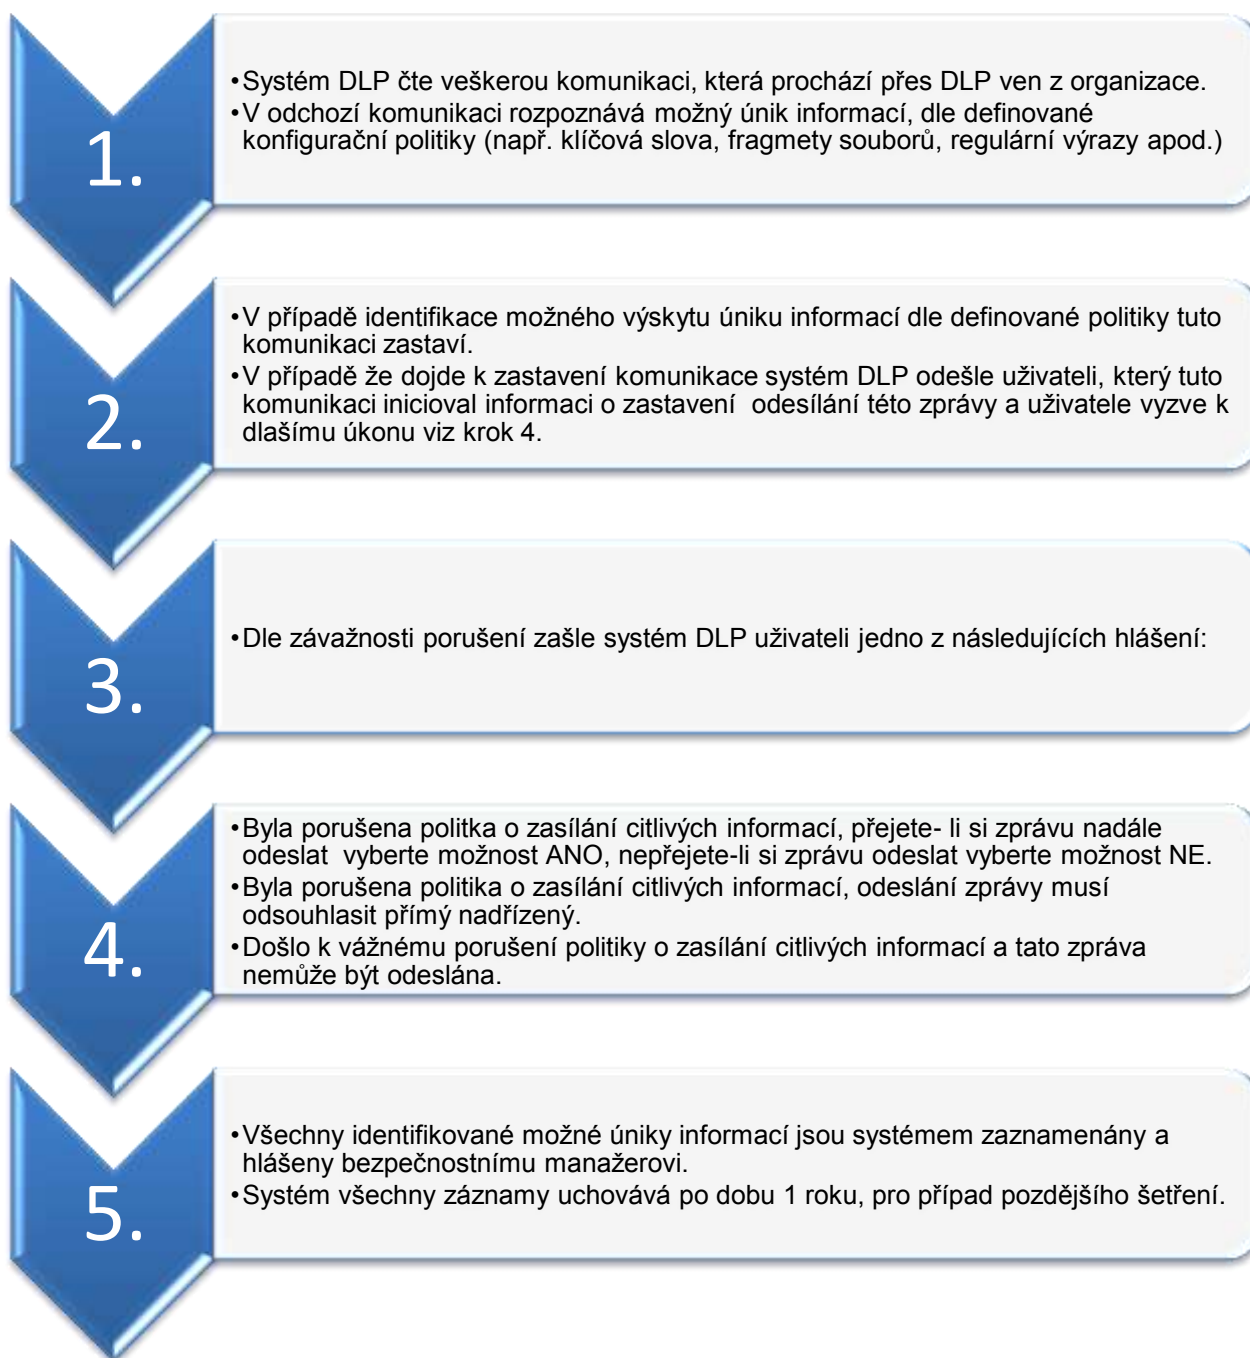 1.
•Systém DLP čte veškerou komunikaci, která prochází přes DLP ven z organizace.
•V odchozí komunikaci rozpoznává možný únik informací, dle definované
konfigurační politiky (např. klíčová slova, fragmety souborů, regulární výrazy apod.)
2.
•V případě identifikace možného výskytu úniku informací dle definované politiky tuto
komunikaci zastaví.
•V případě že dojde k zastavení komunikace systém DLP odešle uživateli, který tuto
komunikaci inicioval informaci o zastavení  odesílání této zprávy a uživatele vyzve k
dlašímu úkonu viz krok 4.
3.
•Dle závažnosti porušení zašle systém DLP uživateli jedno z následujících hlášení:
4.
•Byla porušena politka o zasílání citlivých informací, přejete- li si zprávu nadále
odeslat  vyberte možnost ANO, nepřejete-li si zprávu odeslat vyberte možnost NE.
•Byla porušena politika o zasílání citlivých informací, odeslání zprávy musí
odsouhlasit přímý nadřízený.
•Došlo k vážnému porušení politiky o zasílání citlivých informací a tato zpráva
nemůže být odeslána.
5.
•Všechny identifikované možné úniky informací jsou systémem zaznamenány a
hlášeny bezpečnostnímu manažerovi.
•Systém všechny záznamy uchovává po dobu 1 roku, pro případ pozdějšího šetření.